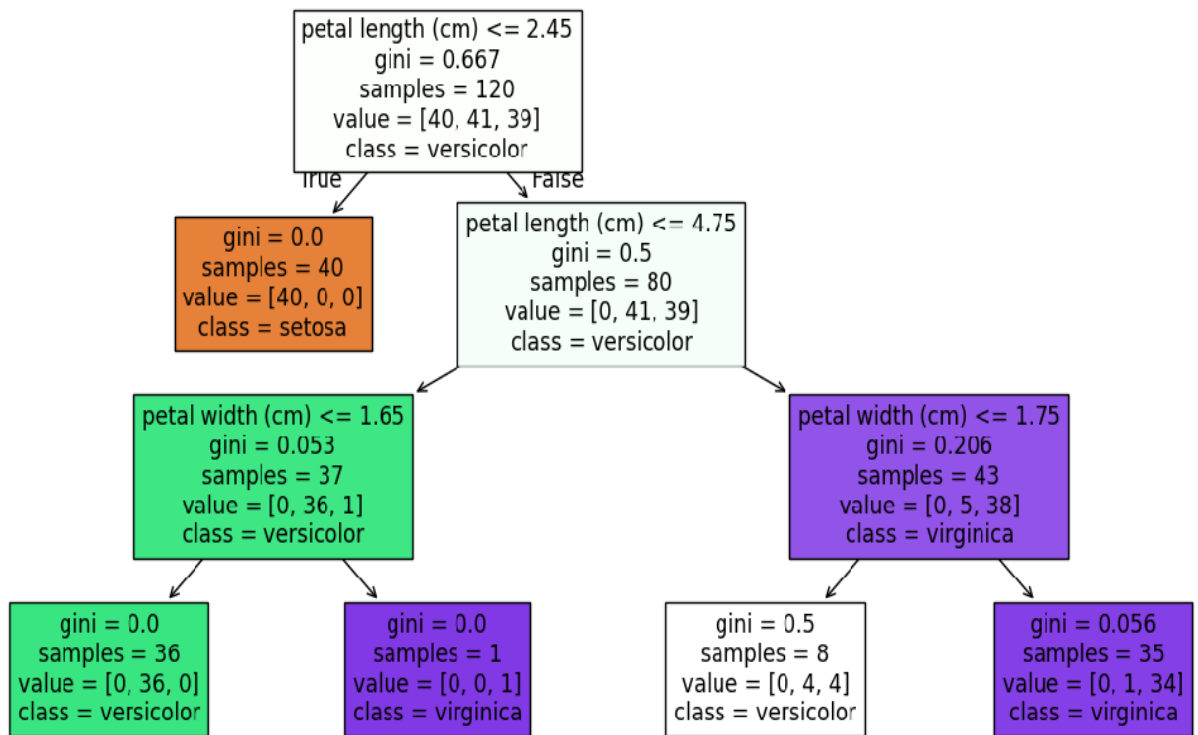 petal length (cm) <= 2.45
gini = 0.667
samples = 120
value = [40, 41, 39]
class = versicolor
True
False
gini = 0.0
samples = 40
value = [40, 0, 0]
class = setosa
petal length (cm) <= 4.75
gini = 0.5
samples = 80
value = [0, 41, 39]
class = versicolor
petal width (cm) <= 1.65
gini = 0.053
samples = 37
value = [0, 36, 1]
class = versicolor
petal width (cm) <= 1.75
gini = 0.206
samples = 43
value = [0, 5, 38]
class = virginica
gini = 0.0
samples = 36
value = [0, 36, 0]
class = versicolor
gini = 0.0
samples = 1
value = [0, 0, 1]
class = virginica
gini = 0.5
samples = 8
value = [0, 4, 4]
class = versicolor
gini = 0.056
samples = 35
value = [0, 1, 34]
class = virginica